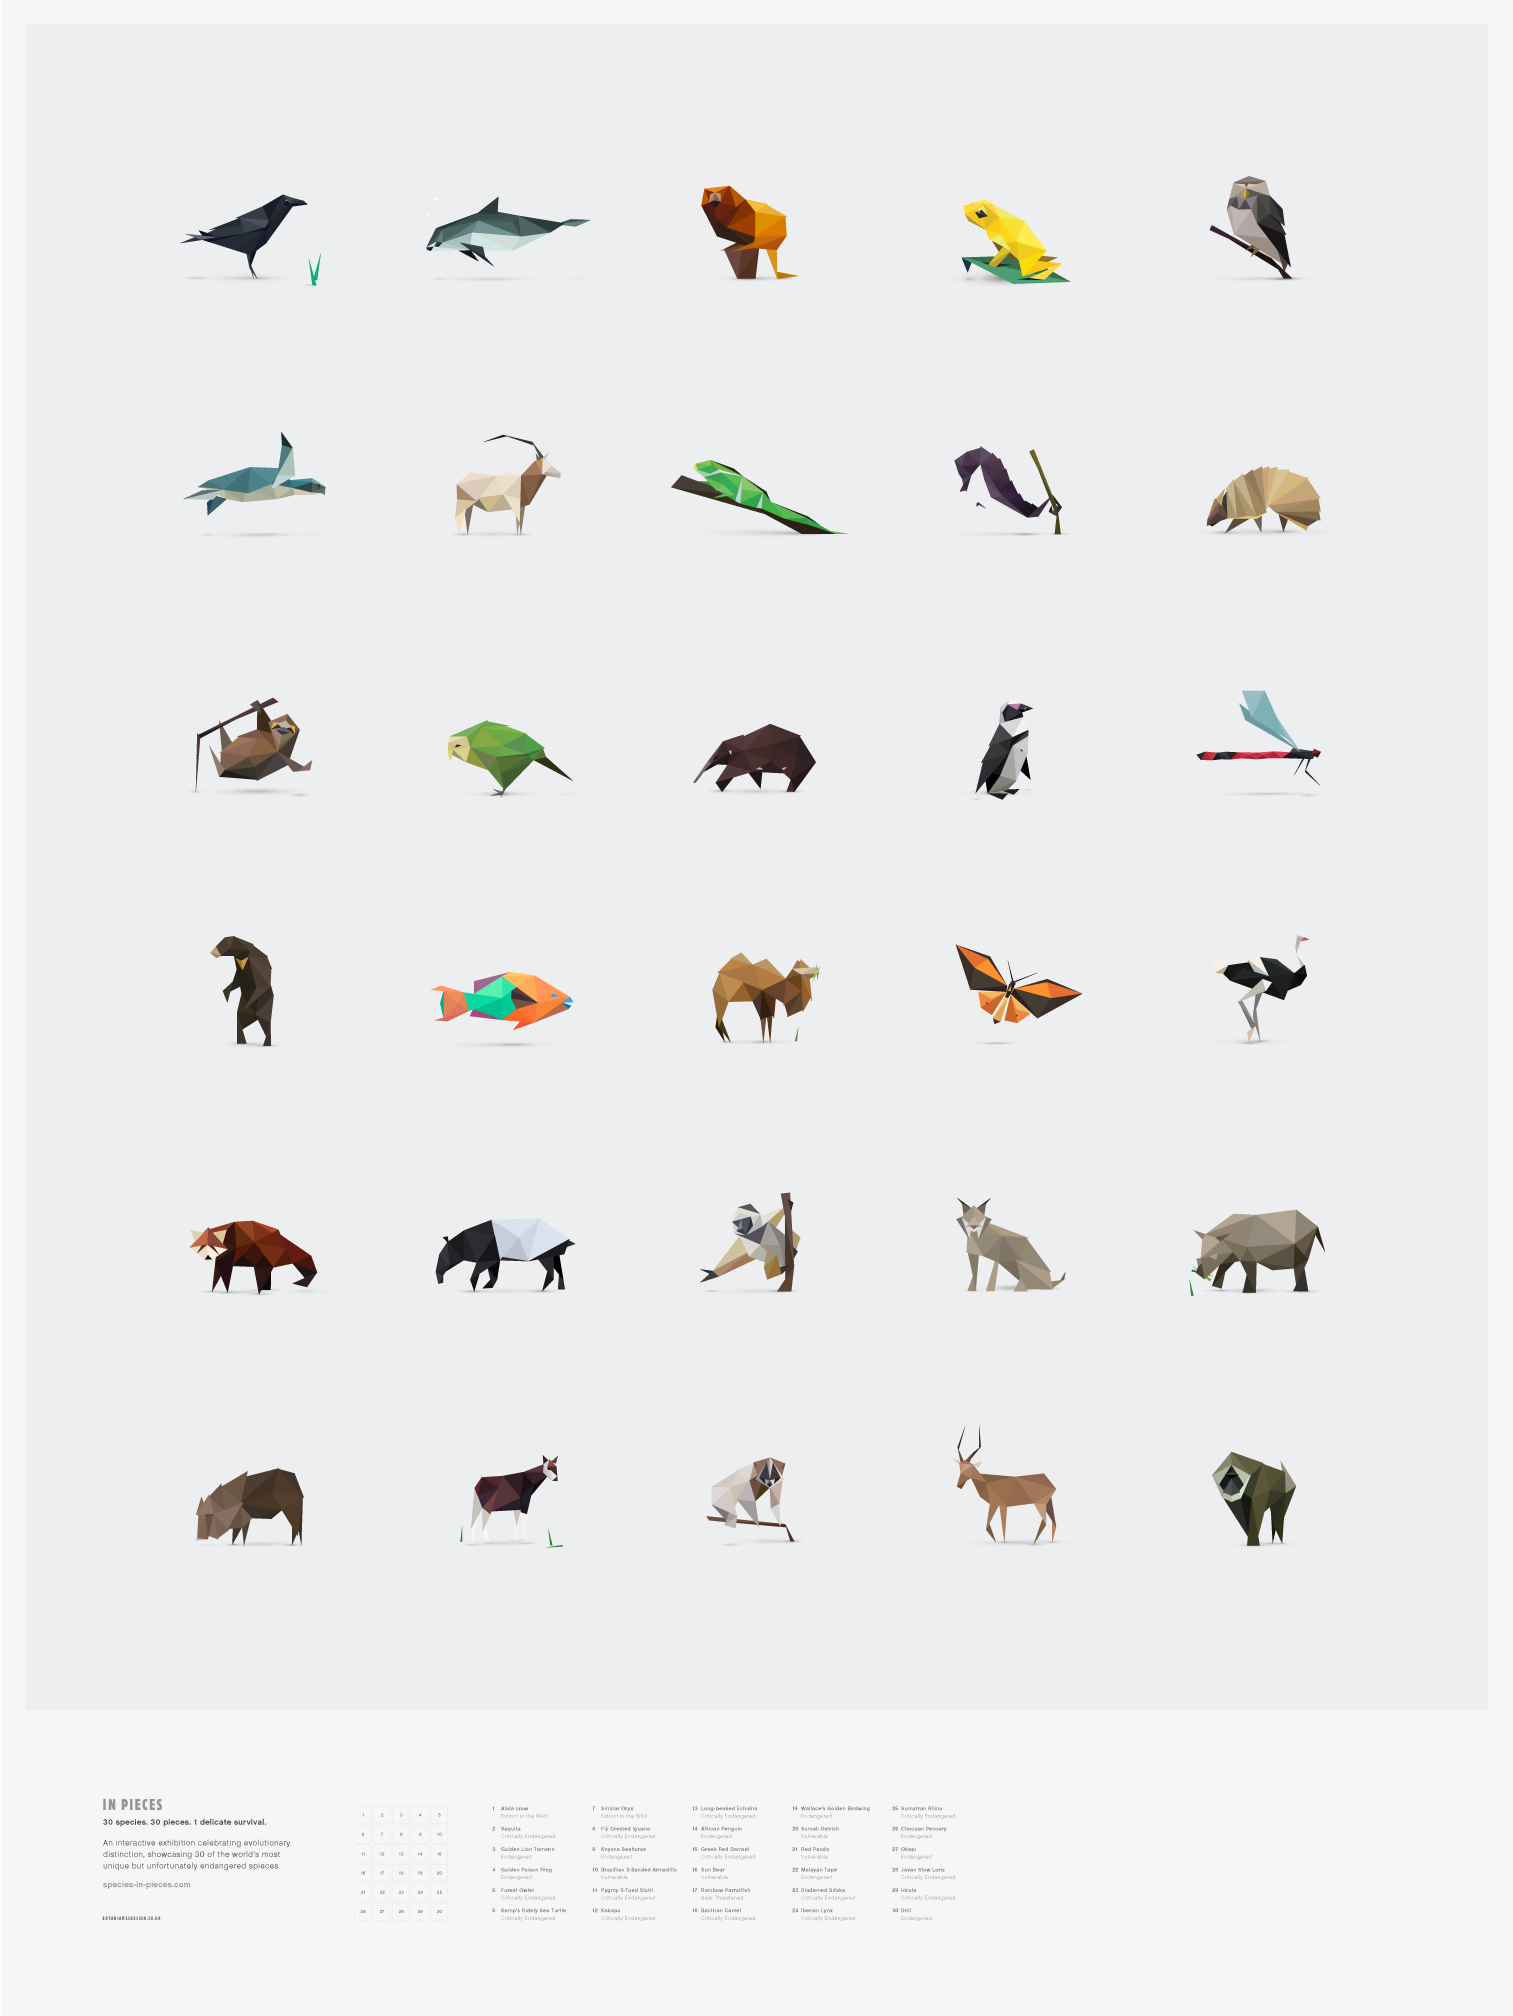 IN PIECES
30 species. 30 pieces. 1 delicate survival.
An interactive exhibition celebrating evolutionary
distinction, showcasing 30 of the world's most
unique but unfortunately endangered spieces.
species-in-pieces.com
BRYANJAMESDESIGN.CO.UK
1 2 3 4 5
6 7 8 9 10
11 12 13 14 15
16 17 18 19 20
21 22 23 24 25
26 27 28 29 30
1 Alala crow
Extinct in the Wild
2 Vaquita
Critically Endangered
3 Golden Lion Tamarin
Endangered
4 Golden Poison Frog
Endangered
5 Forest Owlet
Critically Endangered
6 Kemp's Ridely Sea Turtle
Critically Endangered
7 Simitar Oryx
Extinct in the Wild
8 Fiji Crested Iguana
Critically Endangered
9 Knysna Seahorse
Endangered
10 Brazillian 3-Banded Armadillo
Vulnerable
11 Pygmy 3-Toed Sloth
Critically Endangered
12 Kakapo
Critically Endangered
13 Long-beaked Echidna
Critically Endangered
14 African Penguin
Endangered
15 Greek Red Damsel
Critically Endangered
16 Sun Bear
Vulnerable
17 Rainbow Parrotfish
Near Threatened
18 Bactrian Camel
Critically Endangered
19 Wallace's Golden Birdwing
Endangered
20 Somali Ostrich
Vulnerable
21 Red Panda
Vulnerable
22 Malayan Tapir
Endangered
23 Diademed Sifaka
Critically Endangered
24 Iberian Lynx
Critically Endangered
25 Sumatran Rhino
Critically Endangered
26 Chacoan Peccary
Endangered
27 Okapi
Endangered
28 Javan Slow Loris
Critically Endangered
29 Hirola
Critically Endangered
30 Drill
Endangered